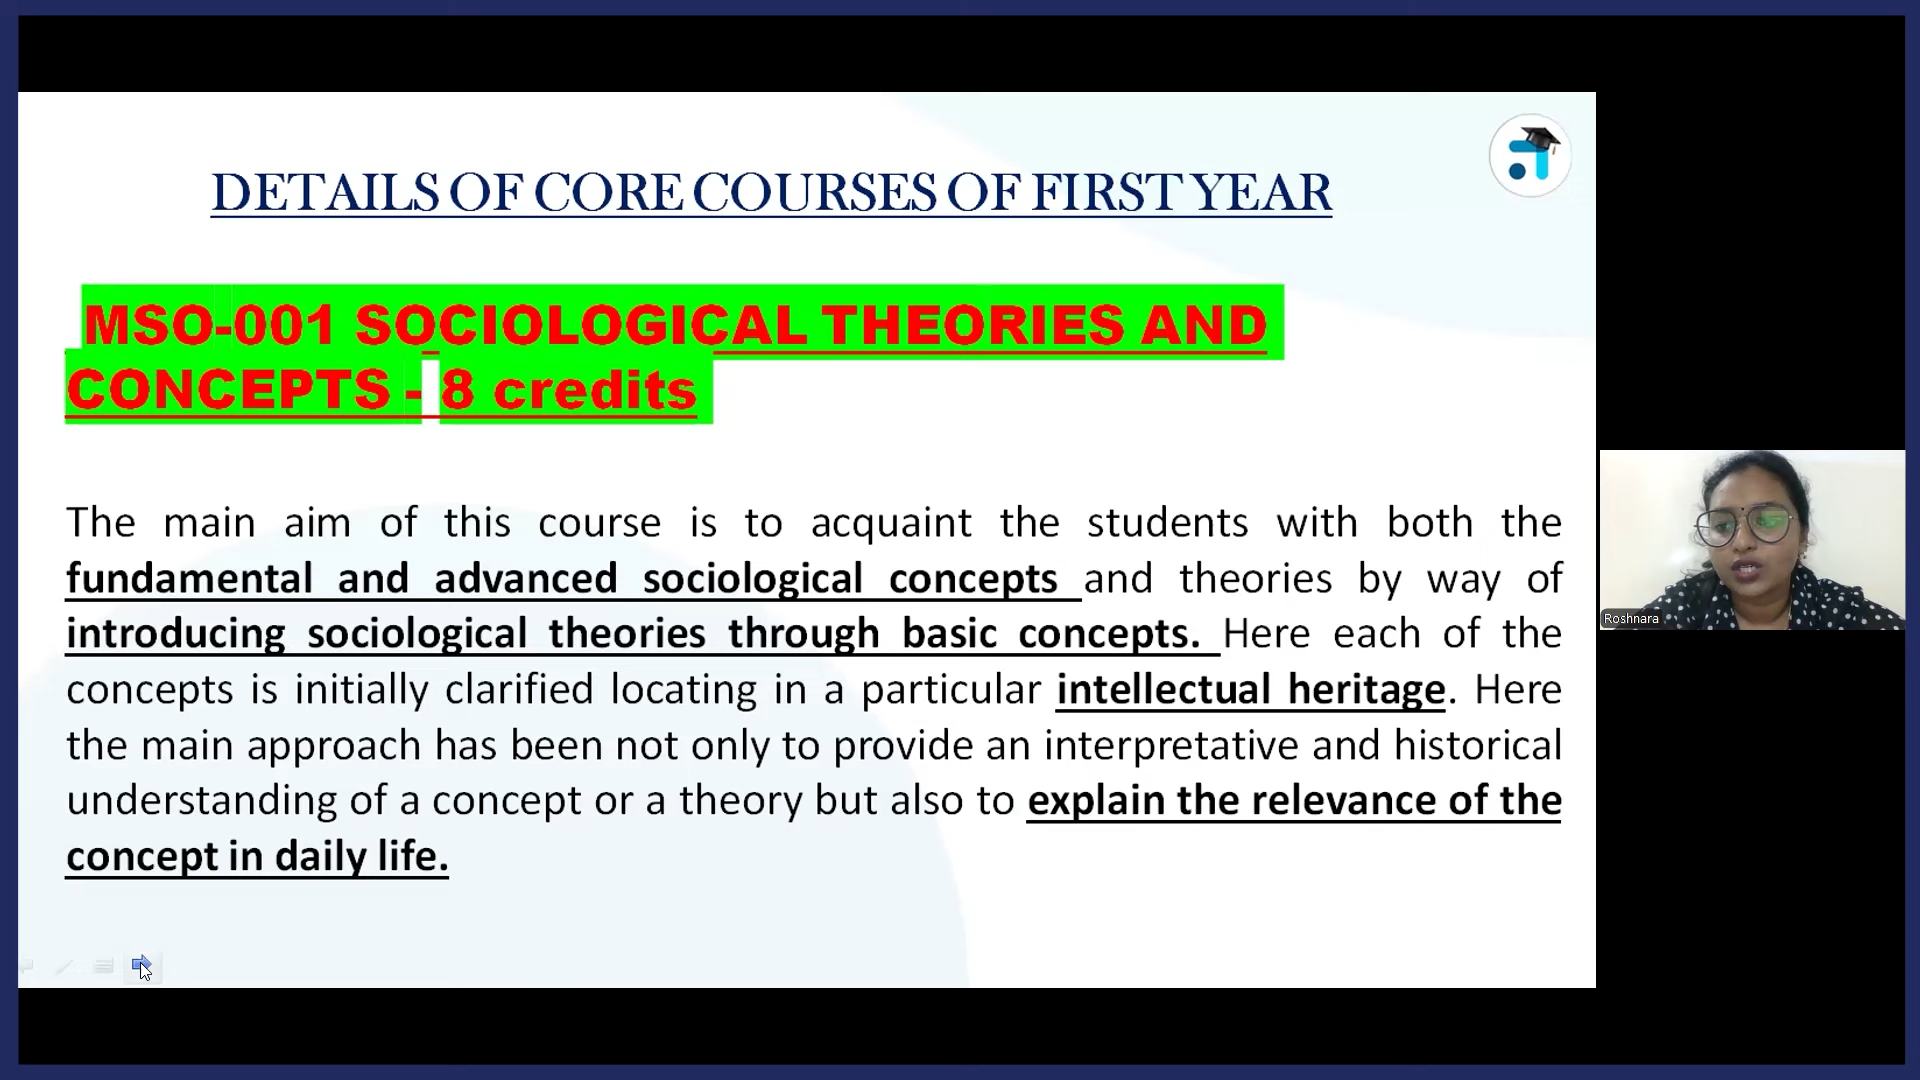 DETAILS OF CORE COURSES OF FIRST YEAR
MSO-001 SOCIOLOGICAL THEORIES AND
CONCEPTS - 8 credits
The main aim of this course is to acquaint the students with both the
fundamental and advanced sociological concepts and theories by way of
introducing sociological theories through basic concepts. Here each of the
concepts is initially clarified locating in a particular intellectual heritage. Here
the main approach has been not only to provide an interpretative and historical
understanding of a concept or a theory but also to explain the relevance of the
concept in daily life.
Roshnara